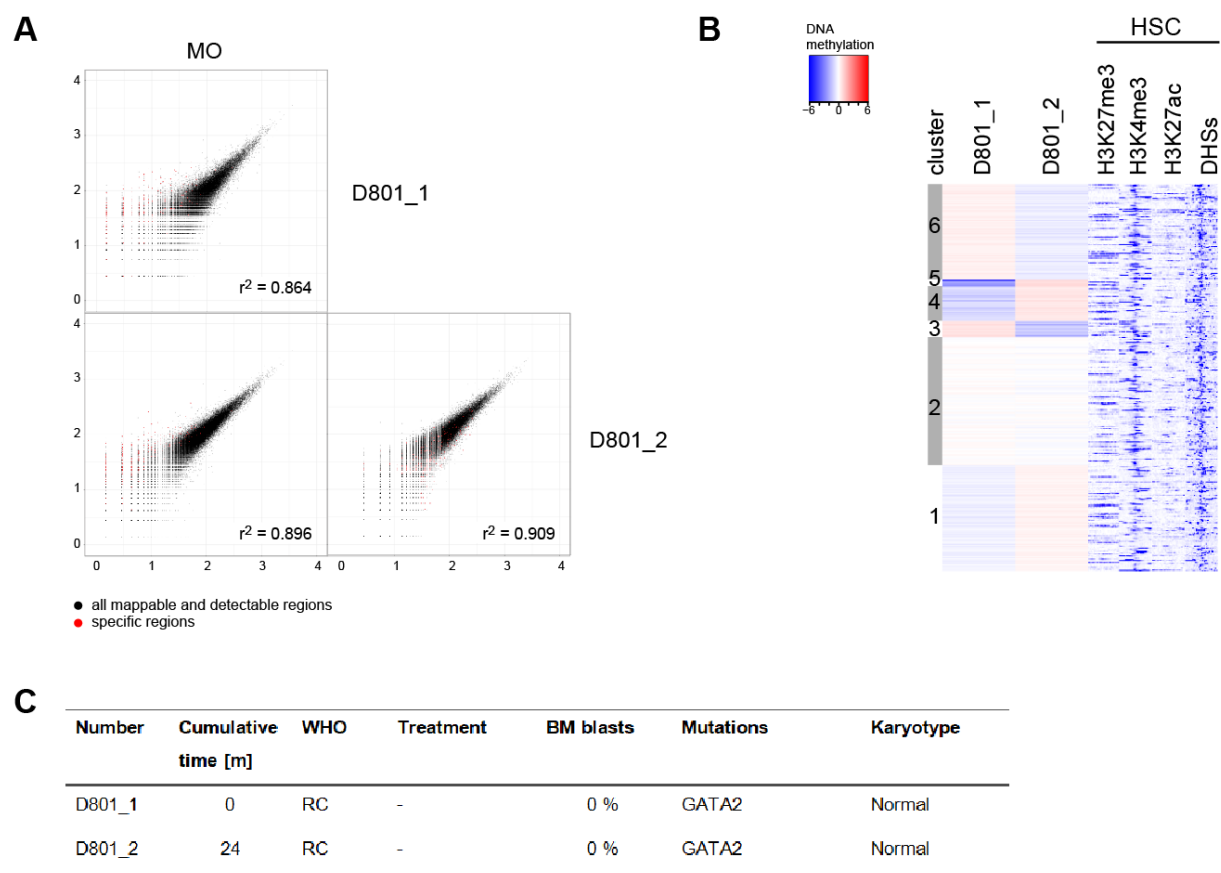 A
MO
4
3
2
1
0
r² = 0.864
D801_1
4
3
2
1
0
r² = 0.896
r² = 0.909
D801_2
0 1 2 3 4
0 1 2 3 4
all mappable and detectable regions
specific regions
B
DNA
methylation
-6 0 6
HSC
cluster
D801_1
D801_2
H3K27me3
H3K4me3
H3K27ac
DHSs
6
5
4
3
2
1
C
Number Cumulative time [m] WHO Treatment BM blasts Mutations Karyotype
D801_1 0 RC - 0 % GATA2 Normal
D801_2 24 RC - 0 % GATA2 Normal